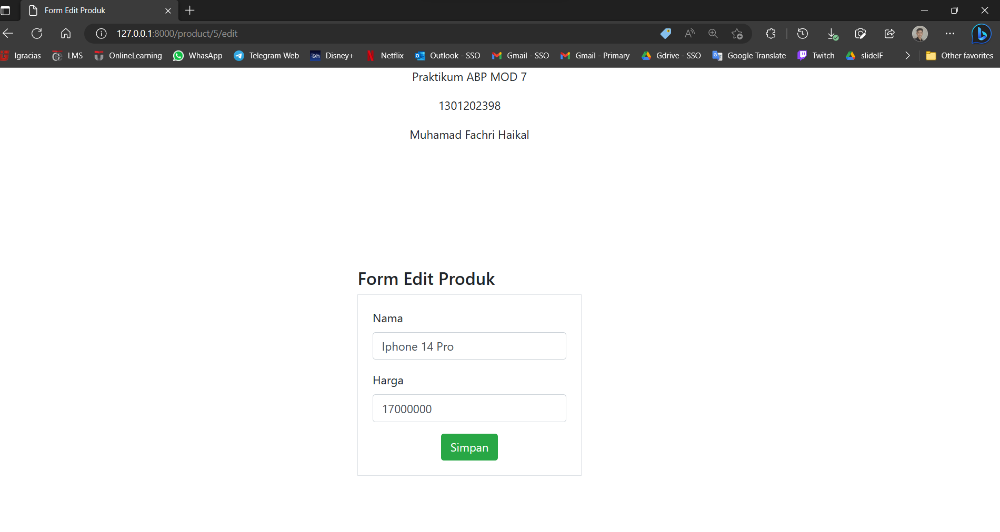 Form Edit Produk
127.0.0.1:8000/product/5/edit
Igracias LMS OnlineLearning WhasApp Telegram Web Disney+ Netflix Outlook - SSO Gmail - SSO Gmail - Primary Gdrive - SSO Google Translate Twitch slideIF Other favorites
Praktikum ABP MOD 7
1301202398
Muhamad Fachri Haikal
Form Edit Produk
Nama
Iphone 14 Pro
Harga
17000000
Simpan